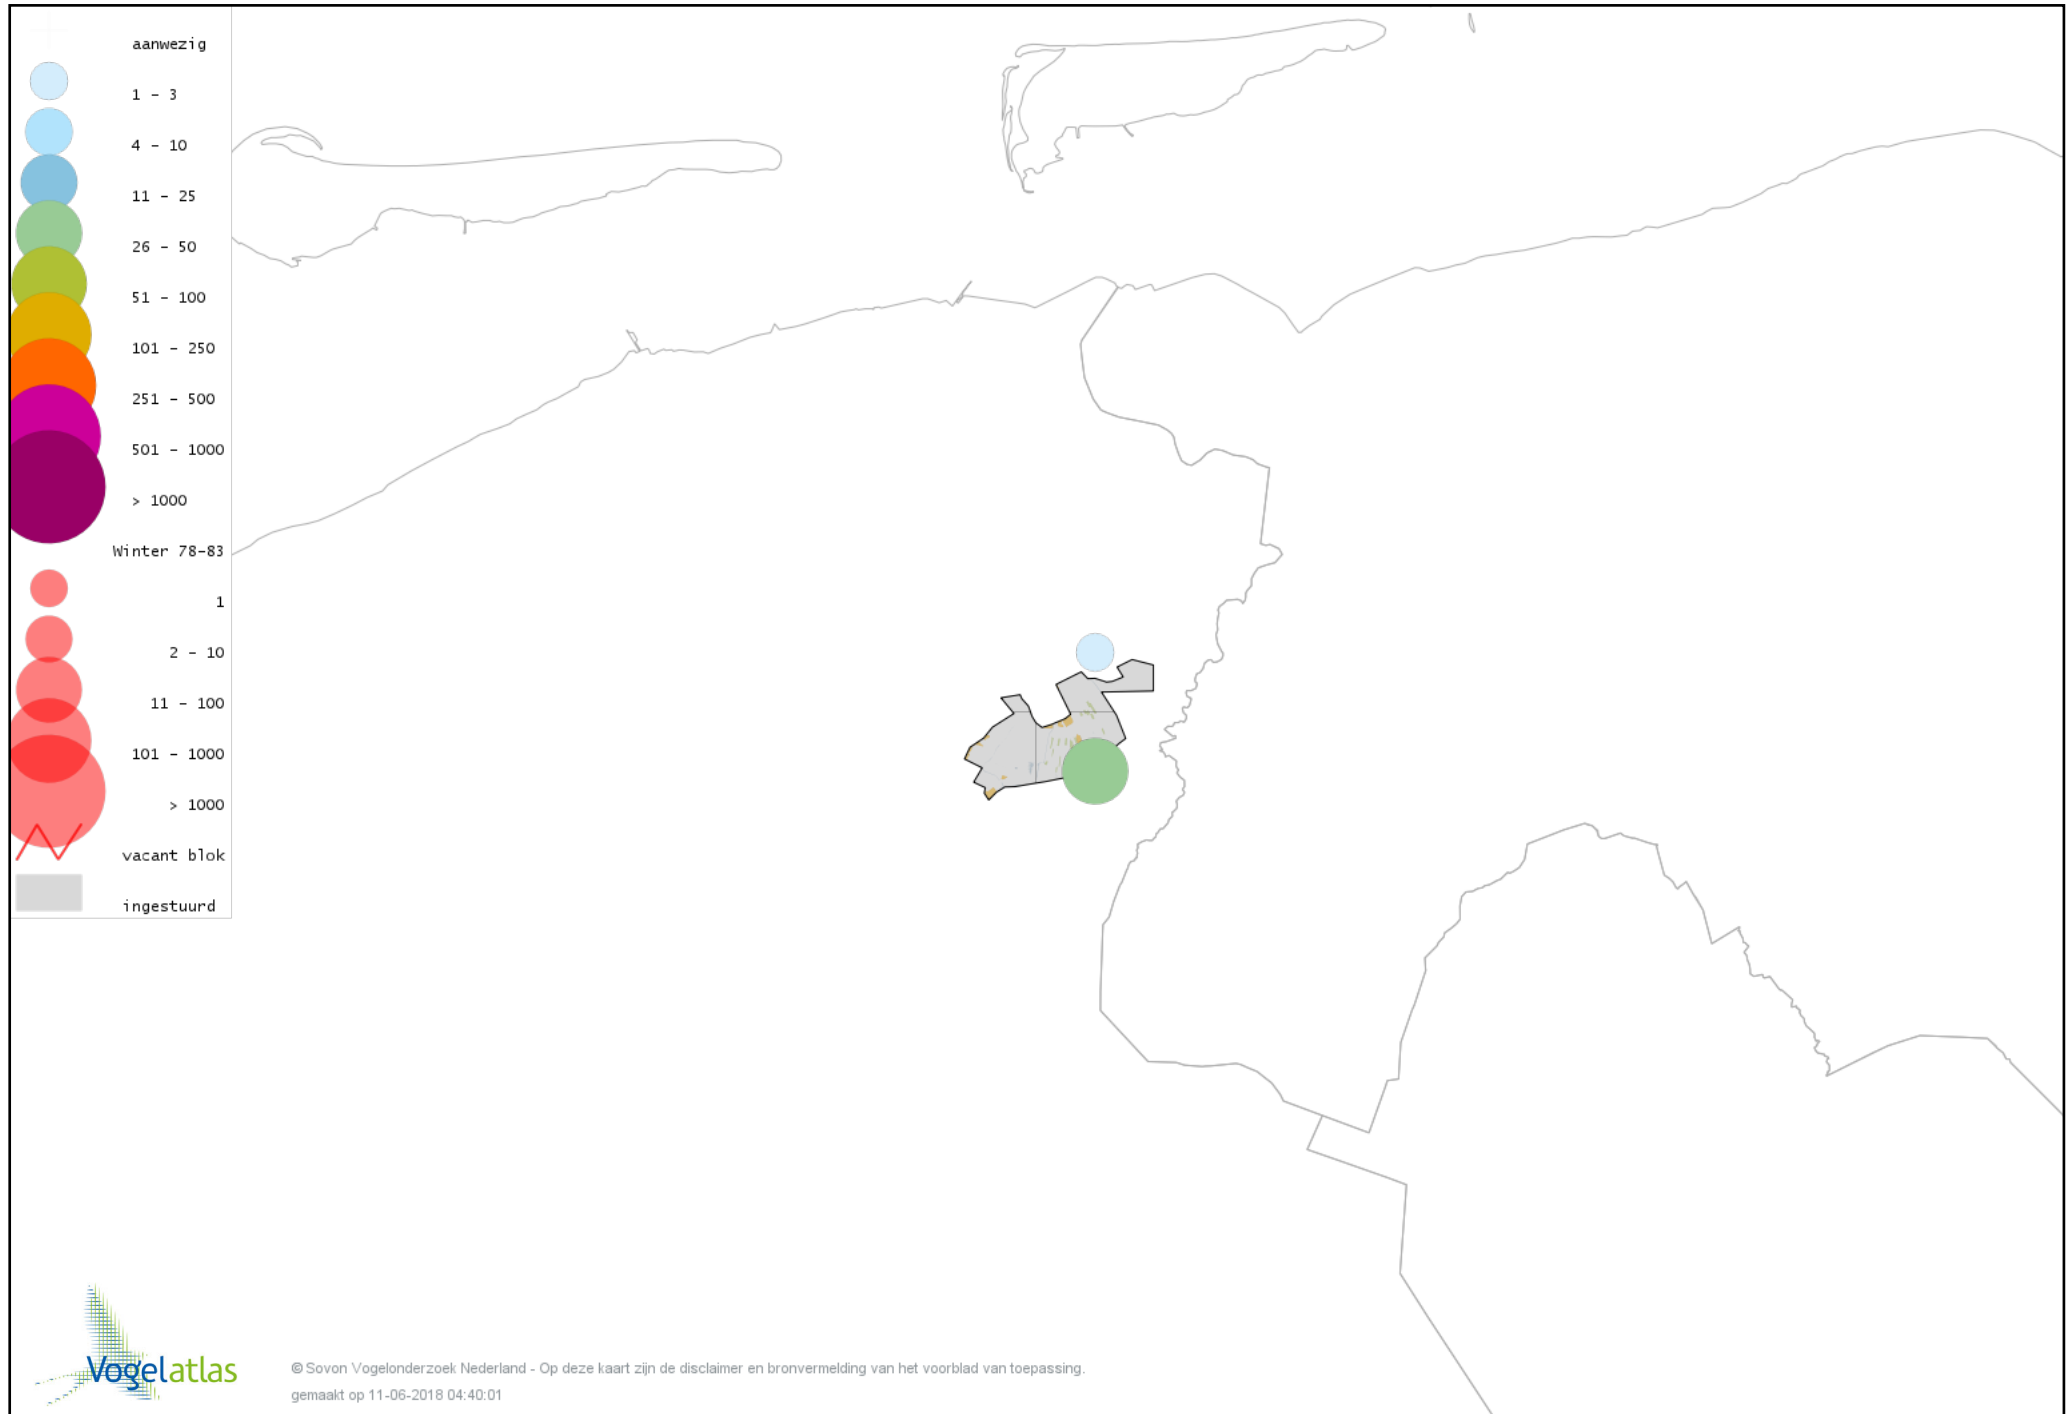 aanwezig
1 - 3
4 - 10
11 - 25
26 - 50
51 - 100
101 - 250
251 - 500
501 - 1000
> 1000
Winter 78-83
1
2 - 10
11 - 100
101 - 1000
> 1000
vacant blok
ingestuurd
Vogelatlas
© Sovon Vogelonderzoek Nederland - Op deze kaart zijn de disclaimer en bronvermelding van het voorblad van toepassing.
gemaakt op 11-06-2018 04:40:01